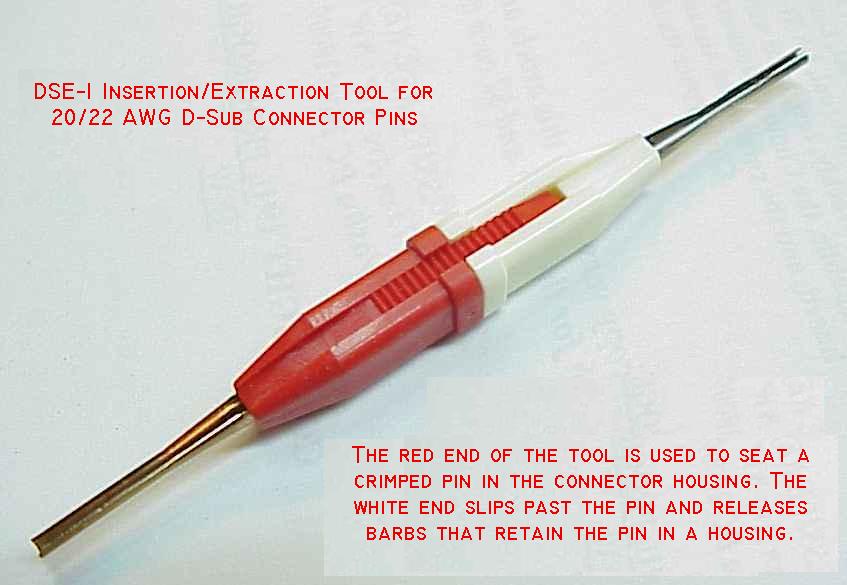 DSE-1 Insertion/Extraction Tool for
20/22 AWG D-Sub Connector Pins
The red end of the tool is used to seat a
crimped pin in the connector housing. The
white end slips past the pin and releases
barbs that retain the pin in a housing.